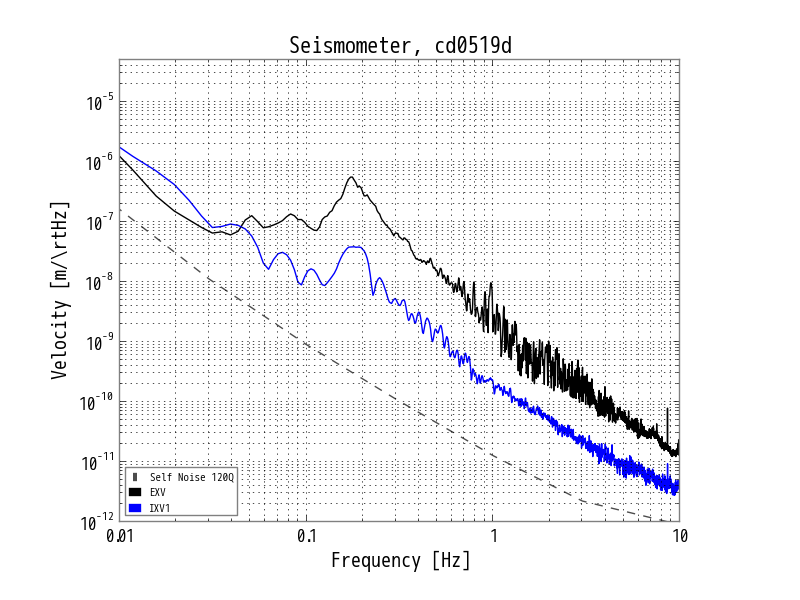 Seismometer, cd0519d
Velocity [m/\rtHz]
10^-5
10^-6
10^-7
10^-8
10^-9
10^-10
10^-11
10^-12
Self Noise 120Q
EXV
IXV1
0.01 0.1 1 10
Frequency [Hz]